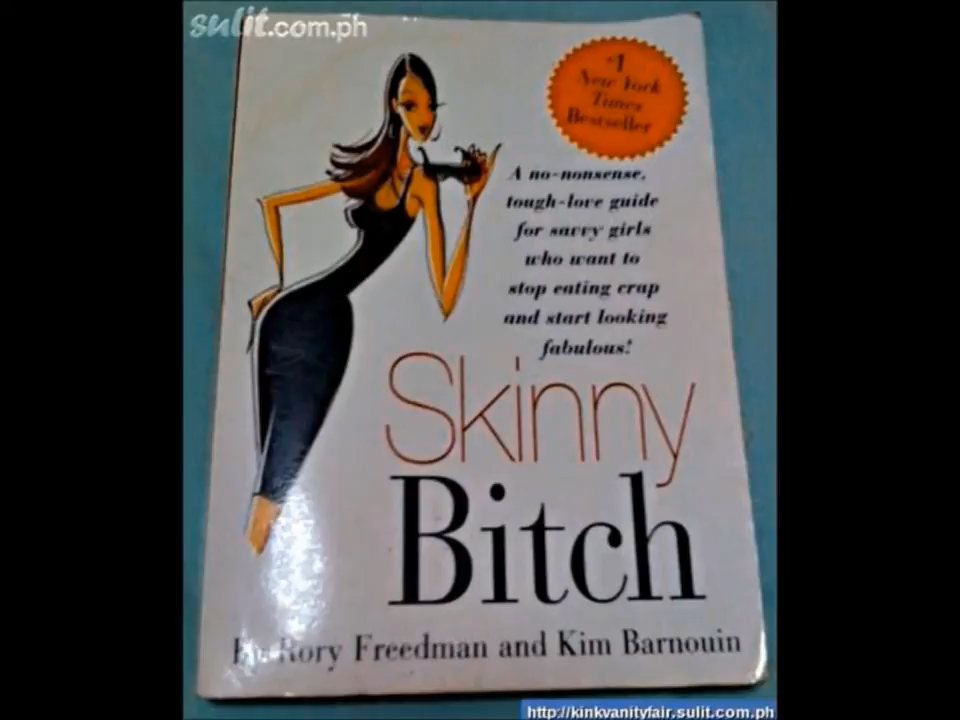 sulit.com.ph
#1
New York
Times
Bestseller
A no-nonsense,
tough-love guide
for savvy girls
who want to
stop eating crap
and start looking
fabulous!
Skinny
Bitch
By Rory Freedman and Kim Barnouin
http://kinkvanityfair.sulit.com.ph